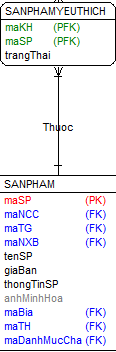 SANPHAMYEUTHICH
maKH (PFK)
maSP (PFK)
trangThai
Thuoc
SANPHAM
maSP (PK)
maNCC (FK)
maTG (FK)
maNXB (FK)
tenSP
giaBan
thongTinSP
anhMinhHoa
maBia (FK)
maTH (FK)
maDanhMucCha (FK)